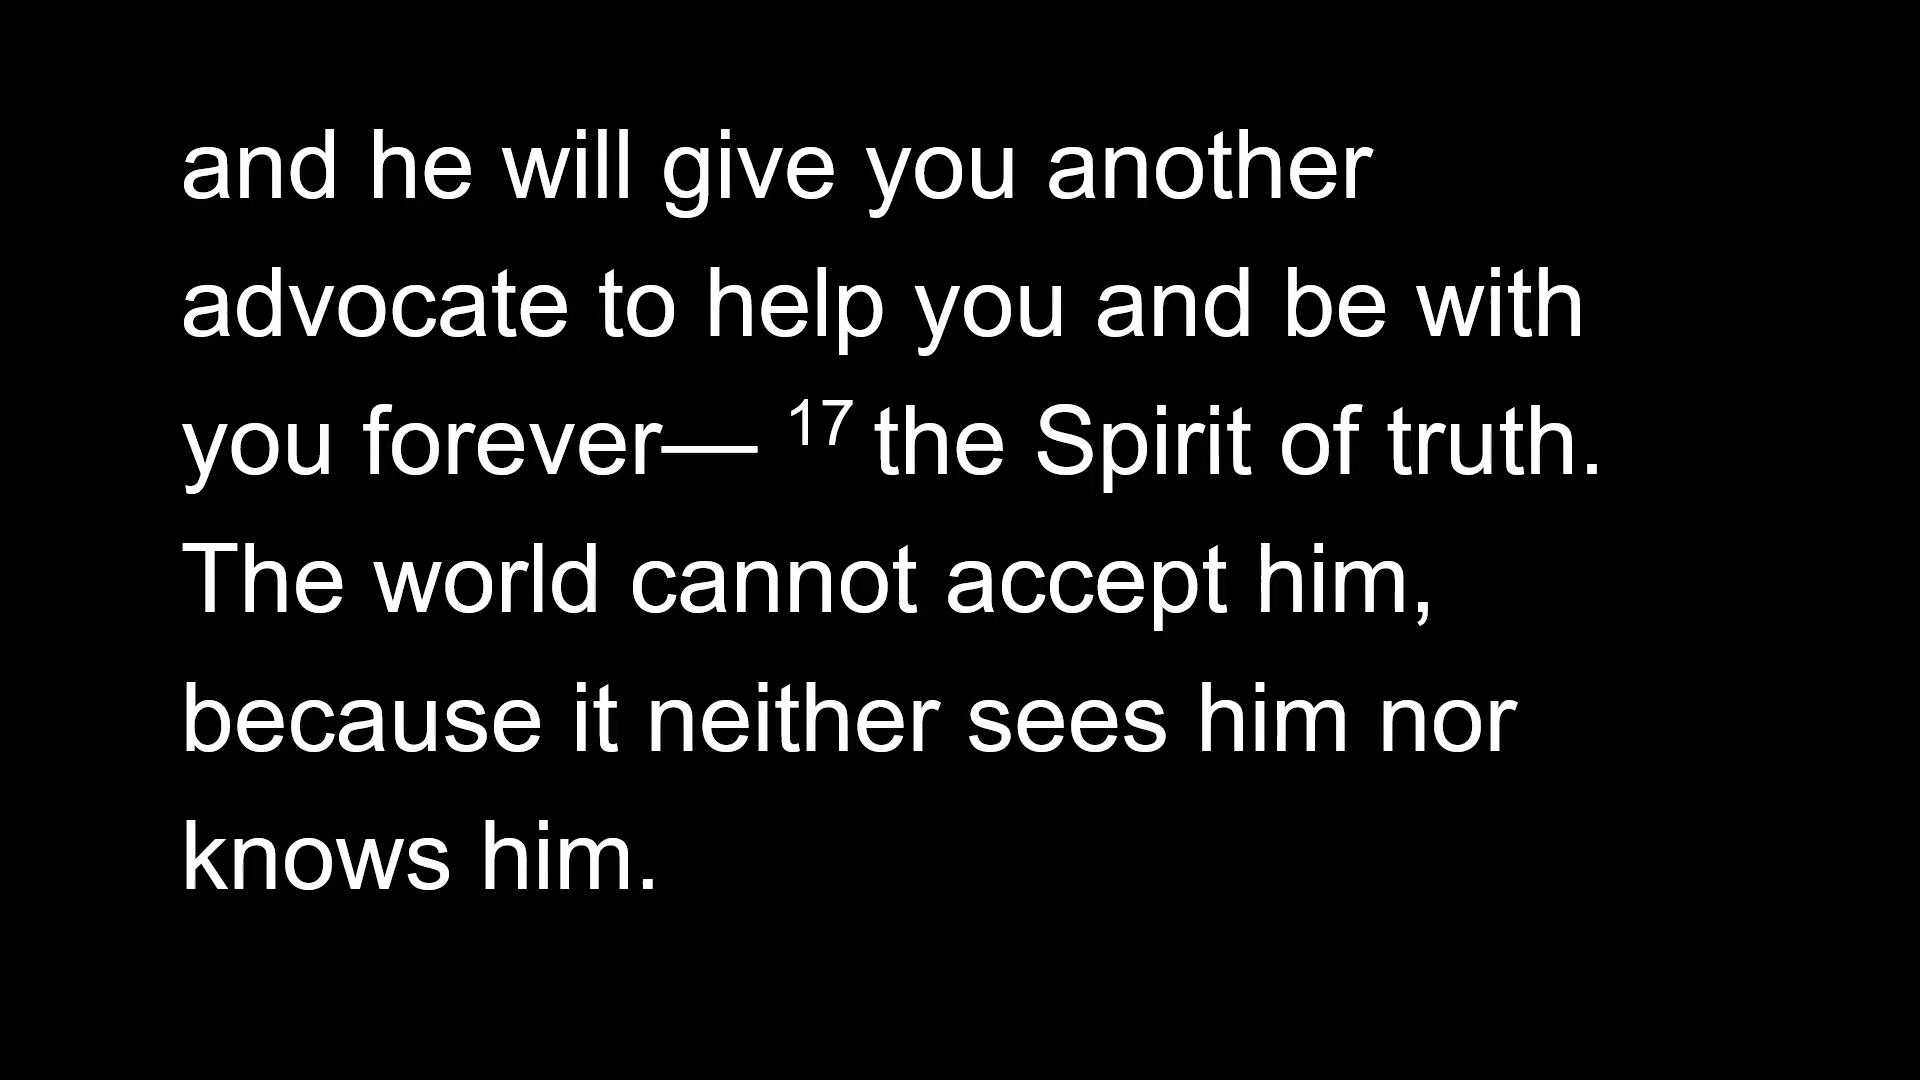 and he will give you another
advocate to help you and be with
you forever— 17 the Spirit of truth.
The world cannot accept him,
because it neither sees him nor
knows him.